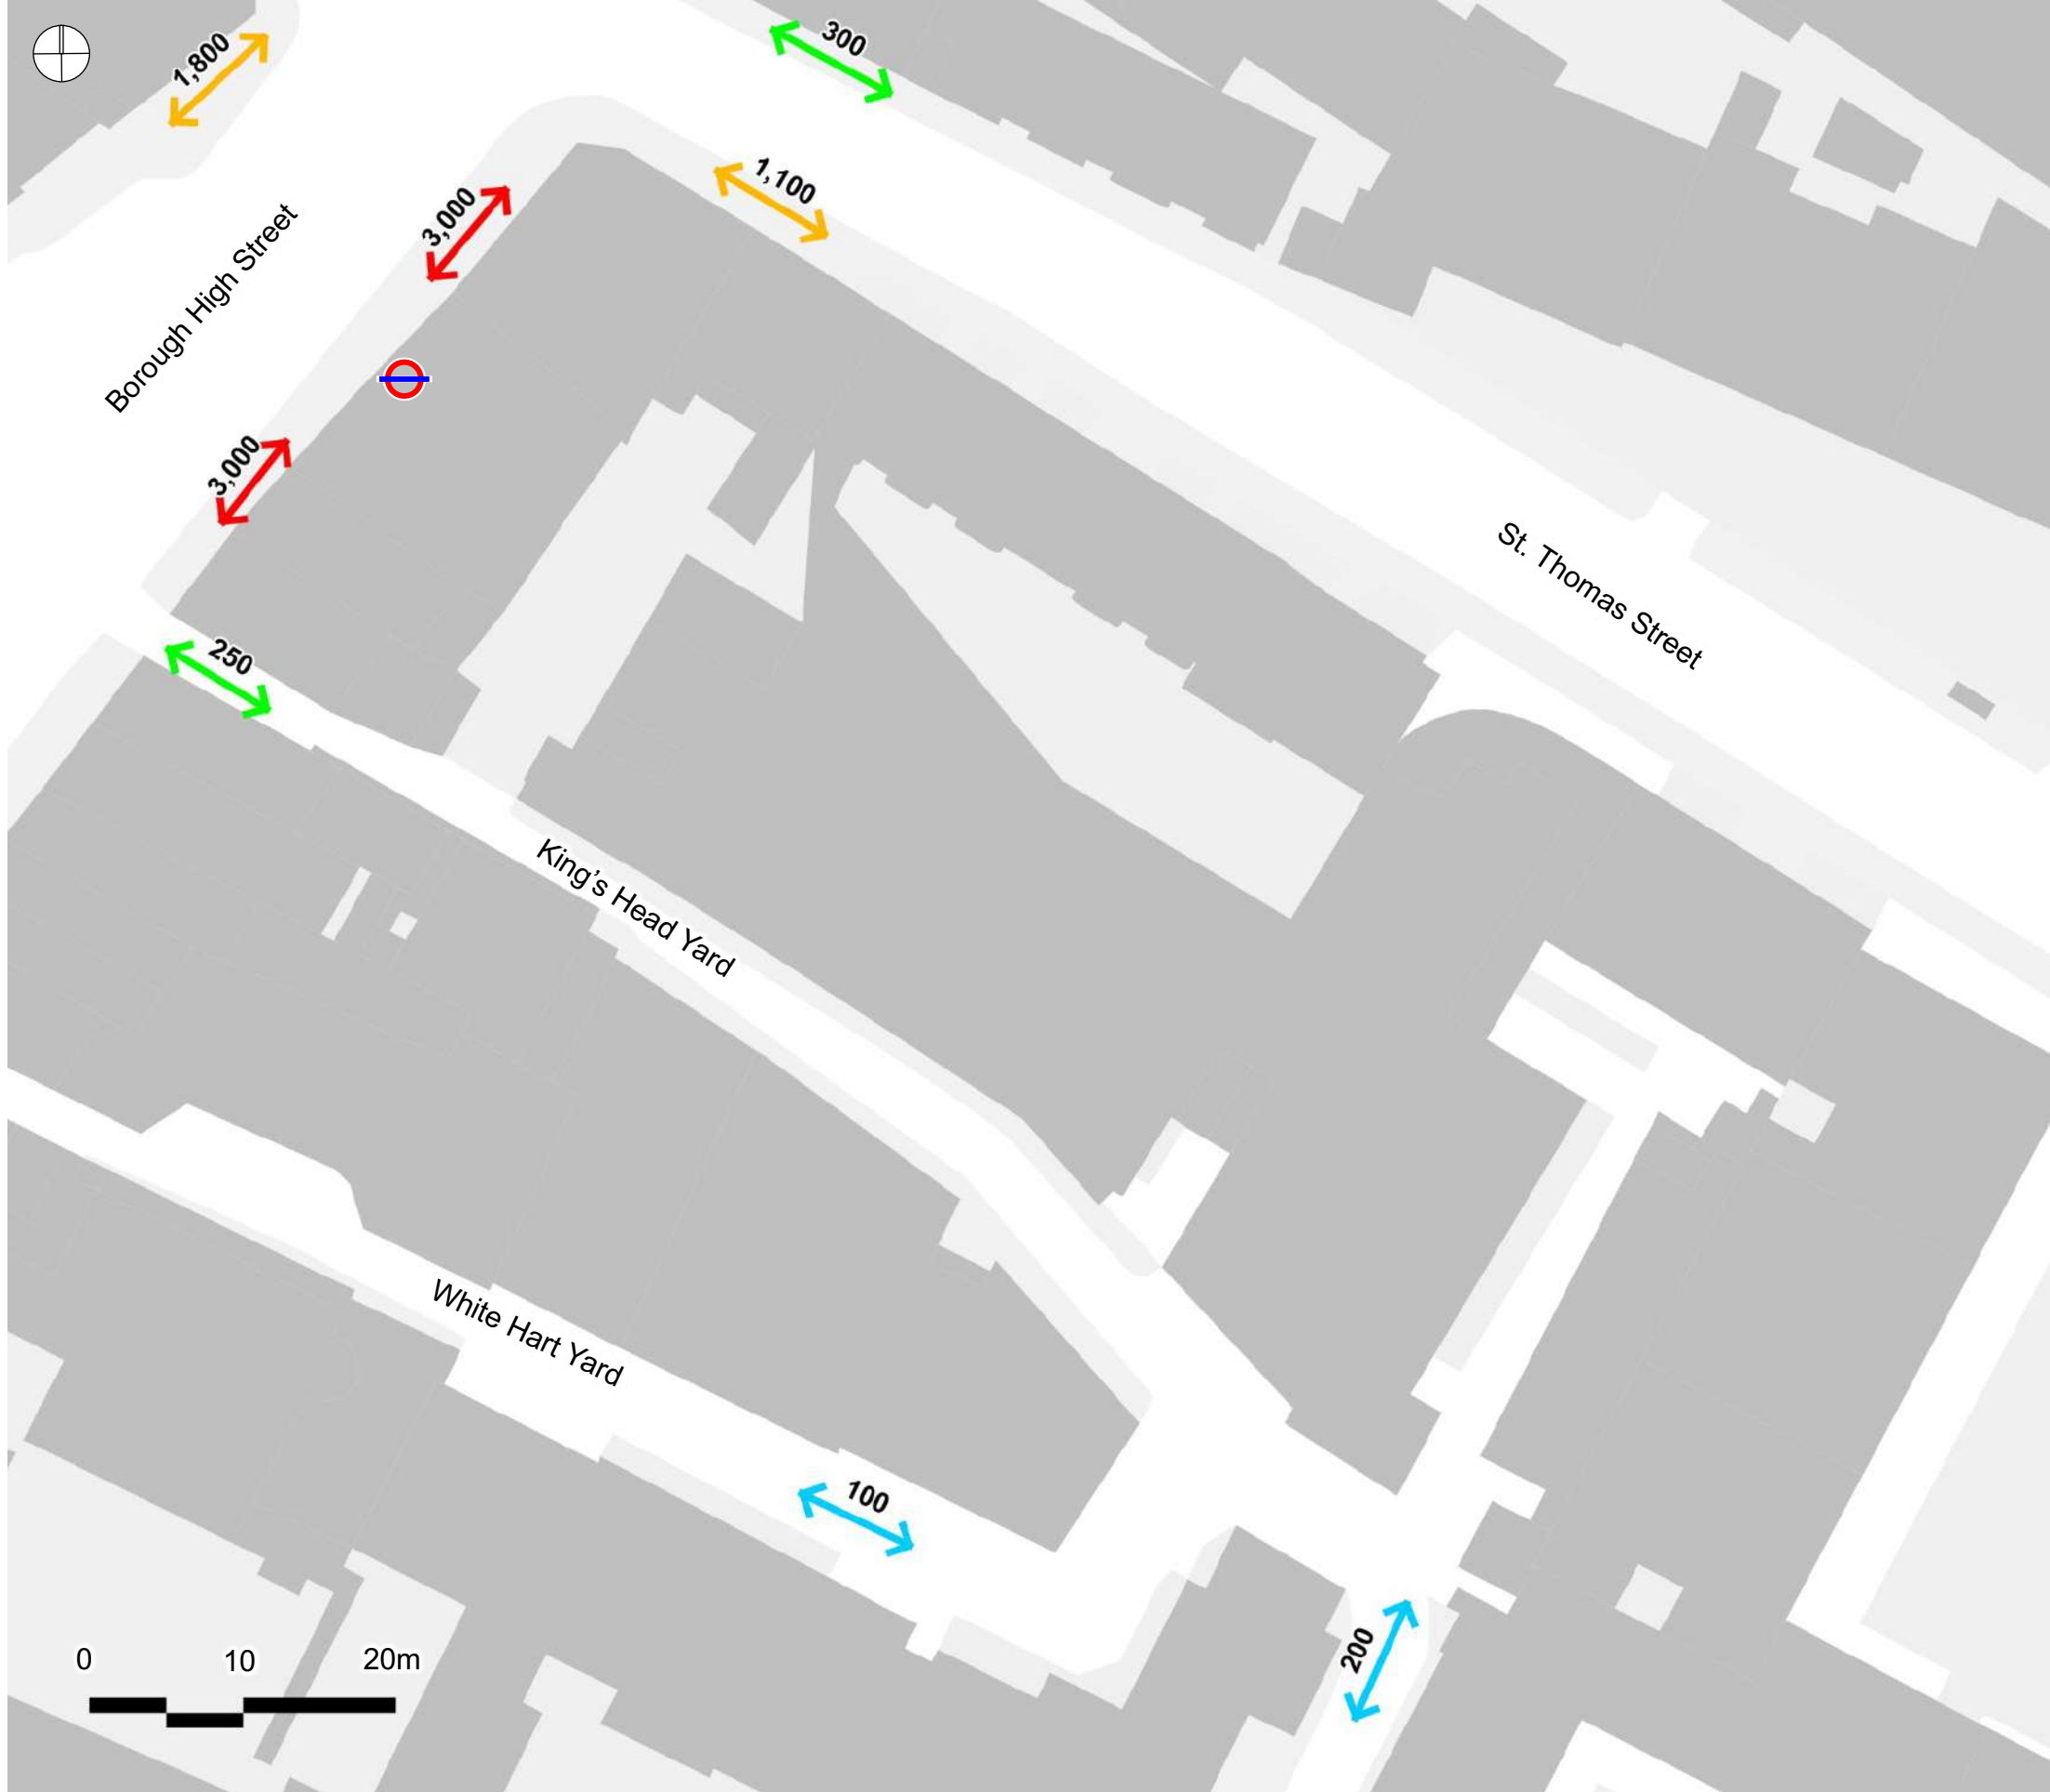 1,800
300
1,100
3,000
Borough High Street
3,000
St. Thomas Street
250
King's Head Yard
White Hart Yard
100
200
0 10 20m